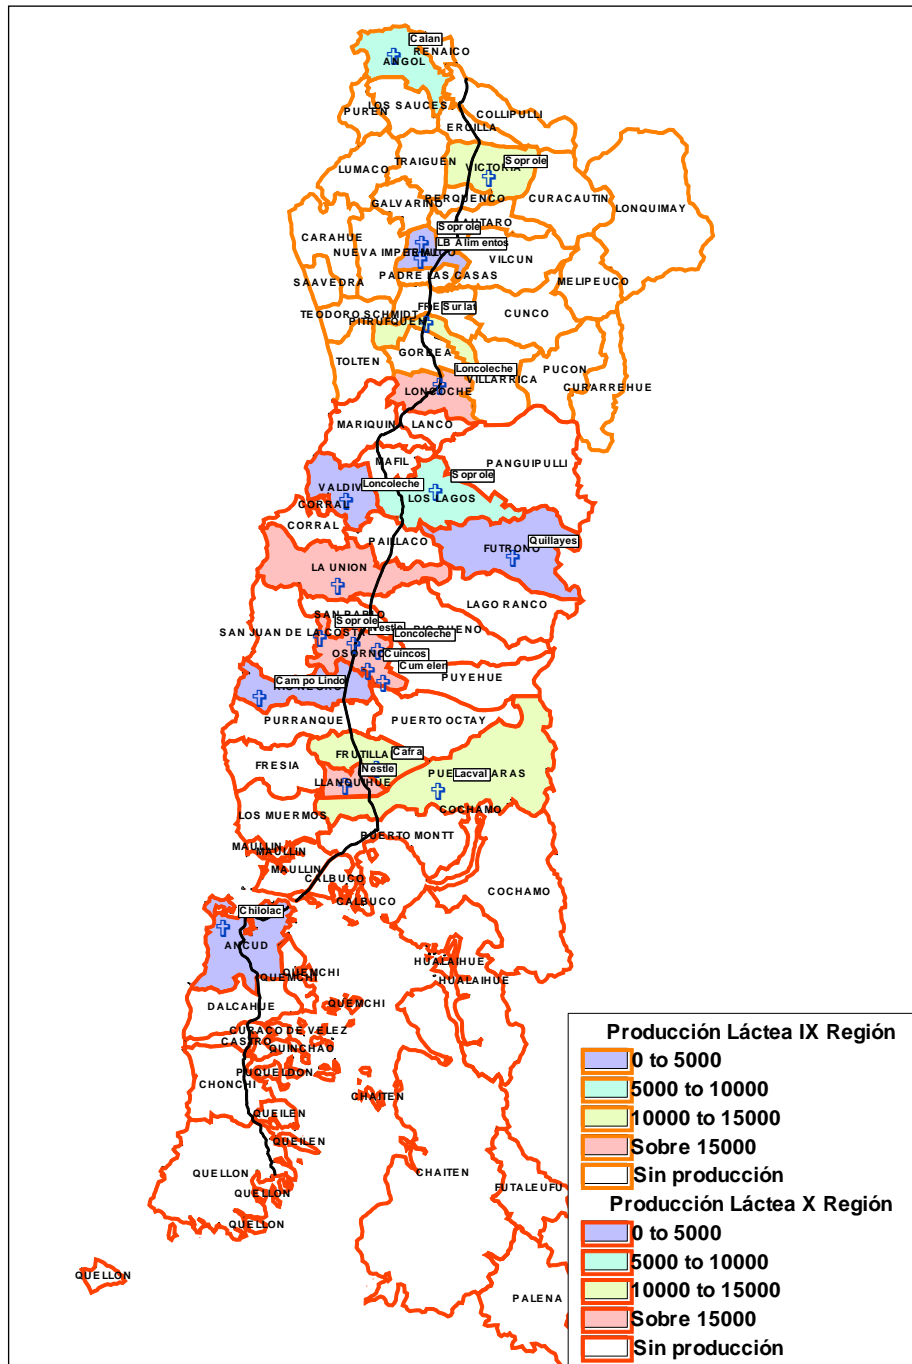 Calan
RENAICO
ANGOL
LOS SAUCES
PUREN
COLLIPULLI
ERCILLA
TRAIGUEN
Soprole
VICTORIA
LUMACO
PERQUENCO
CURACAUTIN
GALVARINO
LONQUIMAY
LAUTARO
Soprole
CARAHUE
LB Alimentos
NUEVA IMPE
VILCUN
PADRE LAS CASAS
SAAVEDRA
MELIPEUCO
FRE
Surlat
TEODORO SCHMIDT
CUNCO
PITRUFQUEN
GORBEA
TOLTEN
Loncoleche
PUCON
VILLARRICA
CURARREHUE
LONCOCHE
MARIQUIN
LANCO
MAFIL
PANGUIPULLI
Soprole
Loncoleche
VALDIV
LOS LAGOS
CORRAL
CORRAL
Quillayes
PAILLACO
FUTRONO
LA UNION
LAGO RANCO
SAN PABLO
Soprole
Nestle
SAN JUAN DE LA COSTA
Loncoleche
OSORNO
Cuincos
Cumelen
PUYEHUE
Campo Lindo
PURRANQUE
PUERTO OCTAY
FRUTILLA
Cafra
FRESIA
Nestle
PUE
Lacval
ARAS
LLANQUIHUE
COCHAMO
LOS MUERMOS
PUERTO MONTT
MAULLIN
MAULLIN
MAULLIN
CALBUCO
COCHAMO
CALBUCO
Chilolac
ANCUD
HUALAIHUE
QUEMCHI
QUEMCHI
HUALAIHUE
DALCAHUE
QUEMCHI
CURACO DE VELEZ
CASTRO
QUINCHAO
PUQUELDON
CHONCHI
CHAITEN
QUEILEN
QUEILEN
QUELLON
CHAITEN
FUTALEUFU
QUELLON
QUELLON
QUELLON
PALENA
Producción Láctea IX Región
0 to 5000
5000 to 10000
10000 to 15000
Sobre 15000
Sin producción
Producción Láctea X Región
0 to 5000
5000 to 10000
10000 to 15000
Sobre 15000
Sin producción